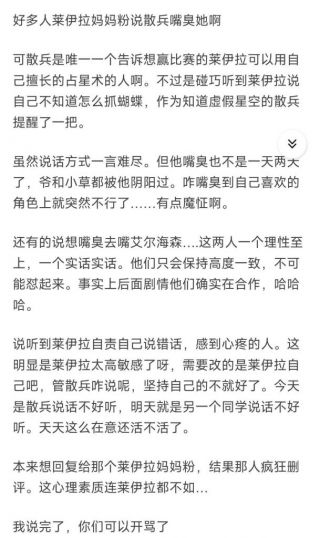 好多人莱伊拉妈妈粉说散兵嘴臭她啊
可散兵是唯一一个告诉想赢比赛的莱伊拉可以用自
己擅长的占星术的人啊。不过是碰巧听到莱伊拉说
自己不知道怎么抓蝴蝶，作为知道虚假星空的散兵
提醒了一把。
虽然说话方式一言难尽。但他嘴臭也不是一天两天
了，爷和小草都被他阴阳过。咋嘴臭到自己喜欢的
角色上就突然不行了……有点魔怔啊。
还有的说想嘴臭去嘴艾尔海森....这两人一个理性至
上，一个实话实话。他们只会保持高度一致，不可
能怼起来。事实上后面剧情他们确实在合作，哈哈
哈。
说听到莱伊拉自责自己说错话，感到心疼的人。这
明显是莱伊拉太高敏感了呀，需要改的是莱伊拉自
己吧，管散兵咋说呢，坚持自己的不就好了。今天
是散兵说话不好听，明天就是另一个同学说话不好
听。天天这么在意还活不活了。
本来想回复给那个莱伊拉妈妈粉，结果那人疯狂删
评。这心理素质连莱伊拉都不如...
我说完了，你们可以开骂了